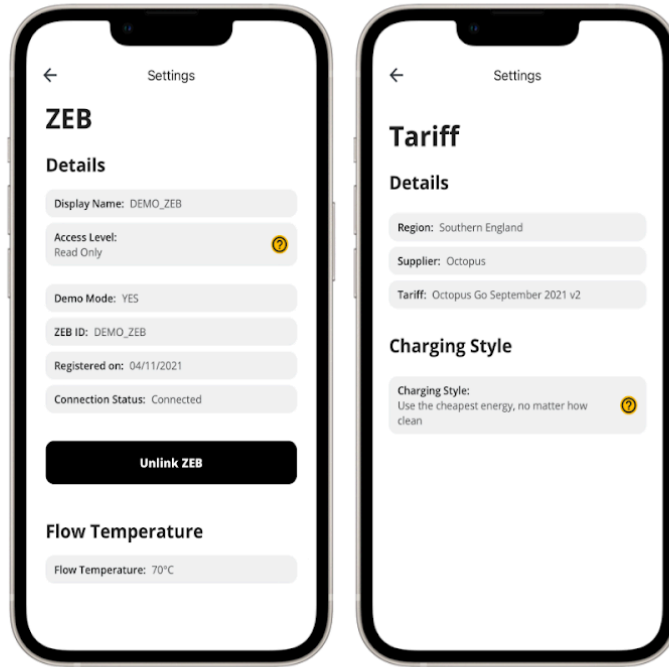 Settings
ZEB
Details
Display Name: DEMO_ZEB
Access Level:
Read Only
?
Demo Mode: YES
ZEB ID: DEMO_ZEB
Registered on: 04/11/2021
Connection Status: Connected
Unlink ZEB
Flow Temperature
Flow Temperature: 70°C
Settings
Tariff
Details
Region: Southern England
Supplier: Octopus
Tariff: Octopus Go September 2021 v2
Charging Style
Charging Style:
Use the cheapest energy, no matter how
clean
?